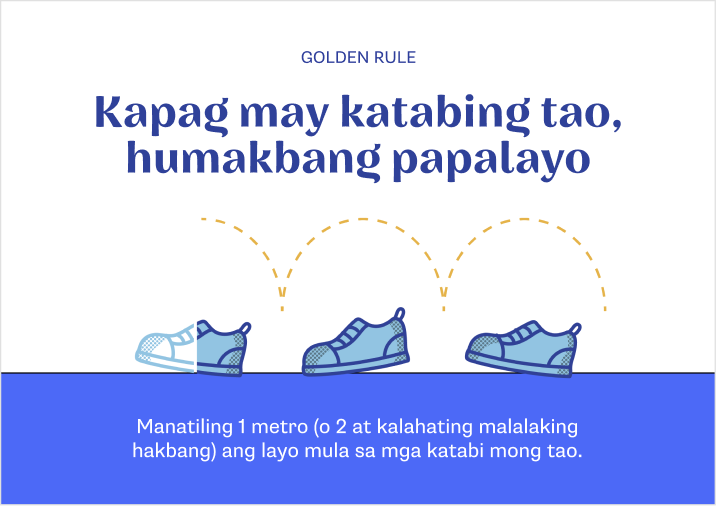 GOLDEN RULE
Kapag may katabing tao,
humakbang papalayo
Manatiling 1 metro (o 2 at kalahating malalaking
hakbang) ang layo mula sa mga katabi mong tao.